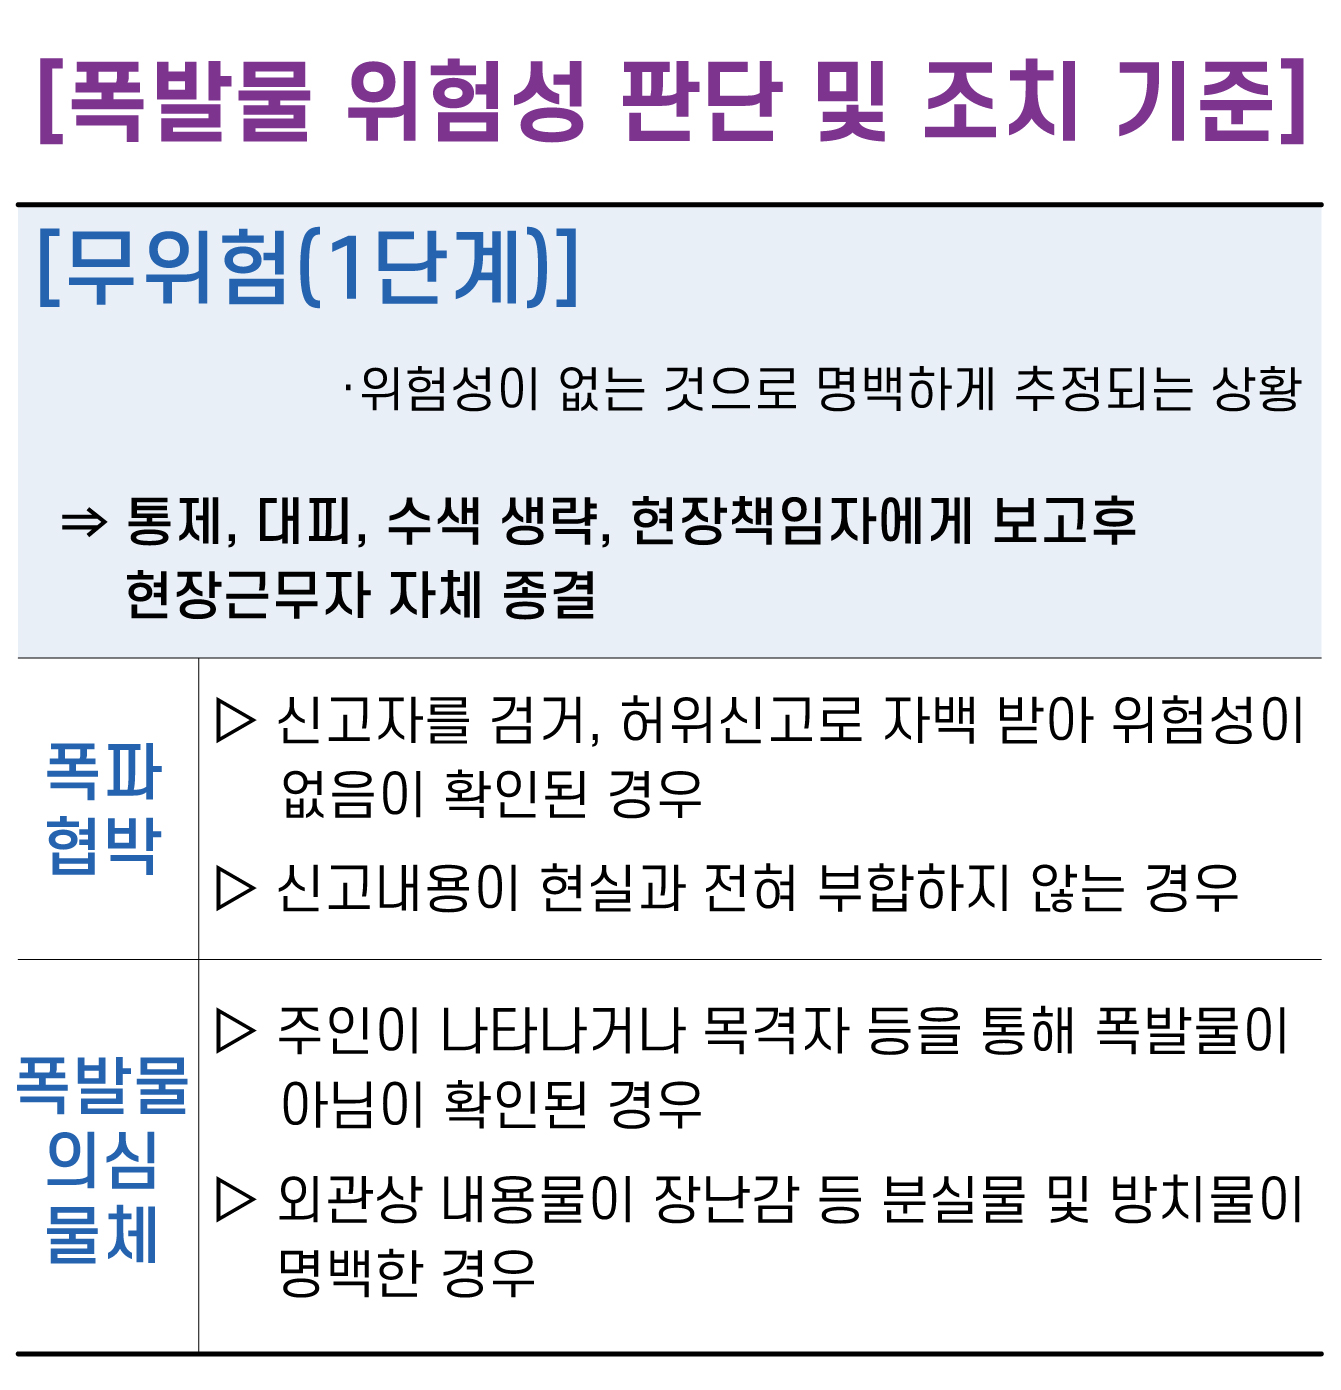 [폭발물 위험성 판단 및 조치 기준]
[무위험(1단계)]
·위험성이 없는 것으로 명백하게 추정되는 상황
⇒ 통제, 대피, 수색 생략, 현장책임자에게 보고후
현장근무자 자체 종결
폭파
협박
▷ 신고자를 검거, 허위신고로 자백 받아 위험성이
없음이 확인된 경우
▷ 신고내용이 현실과 전혀 부합하지 않는 경우
폭발물
의심
물체
▷ 주인이 나타나거나 목격자 등을 통해 폭발물이
아님이 확인된 경우
▷ 외관상 내용물이 장난감 등 분실물 및 방치물이
명백한 경우